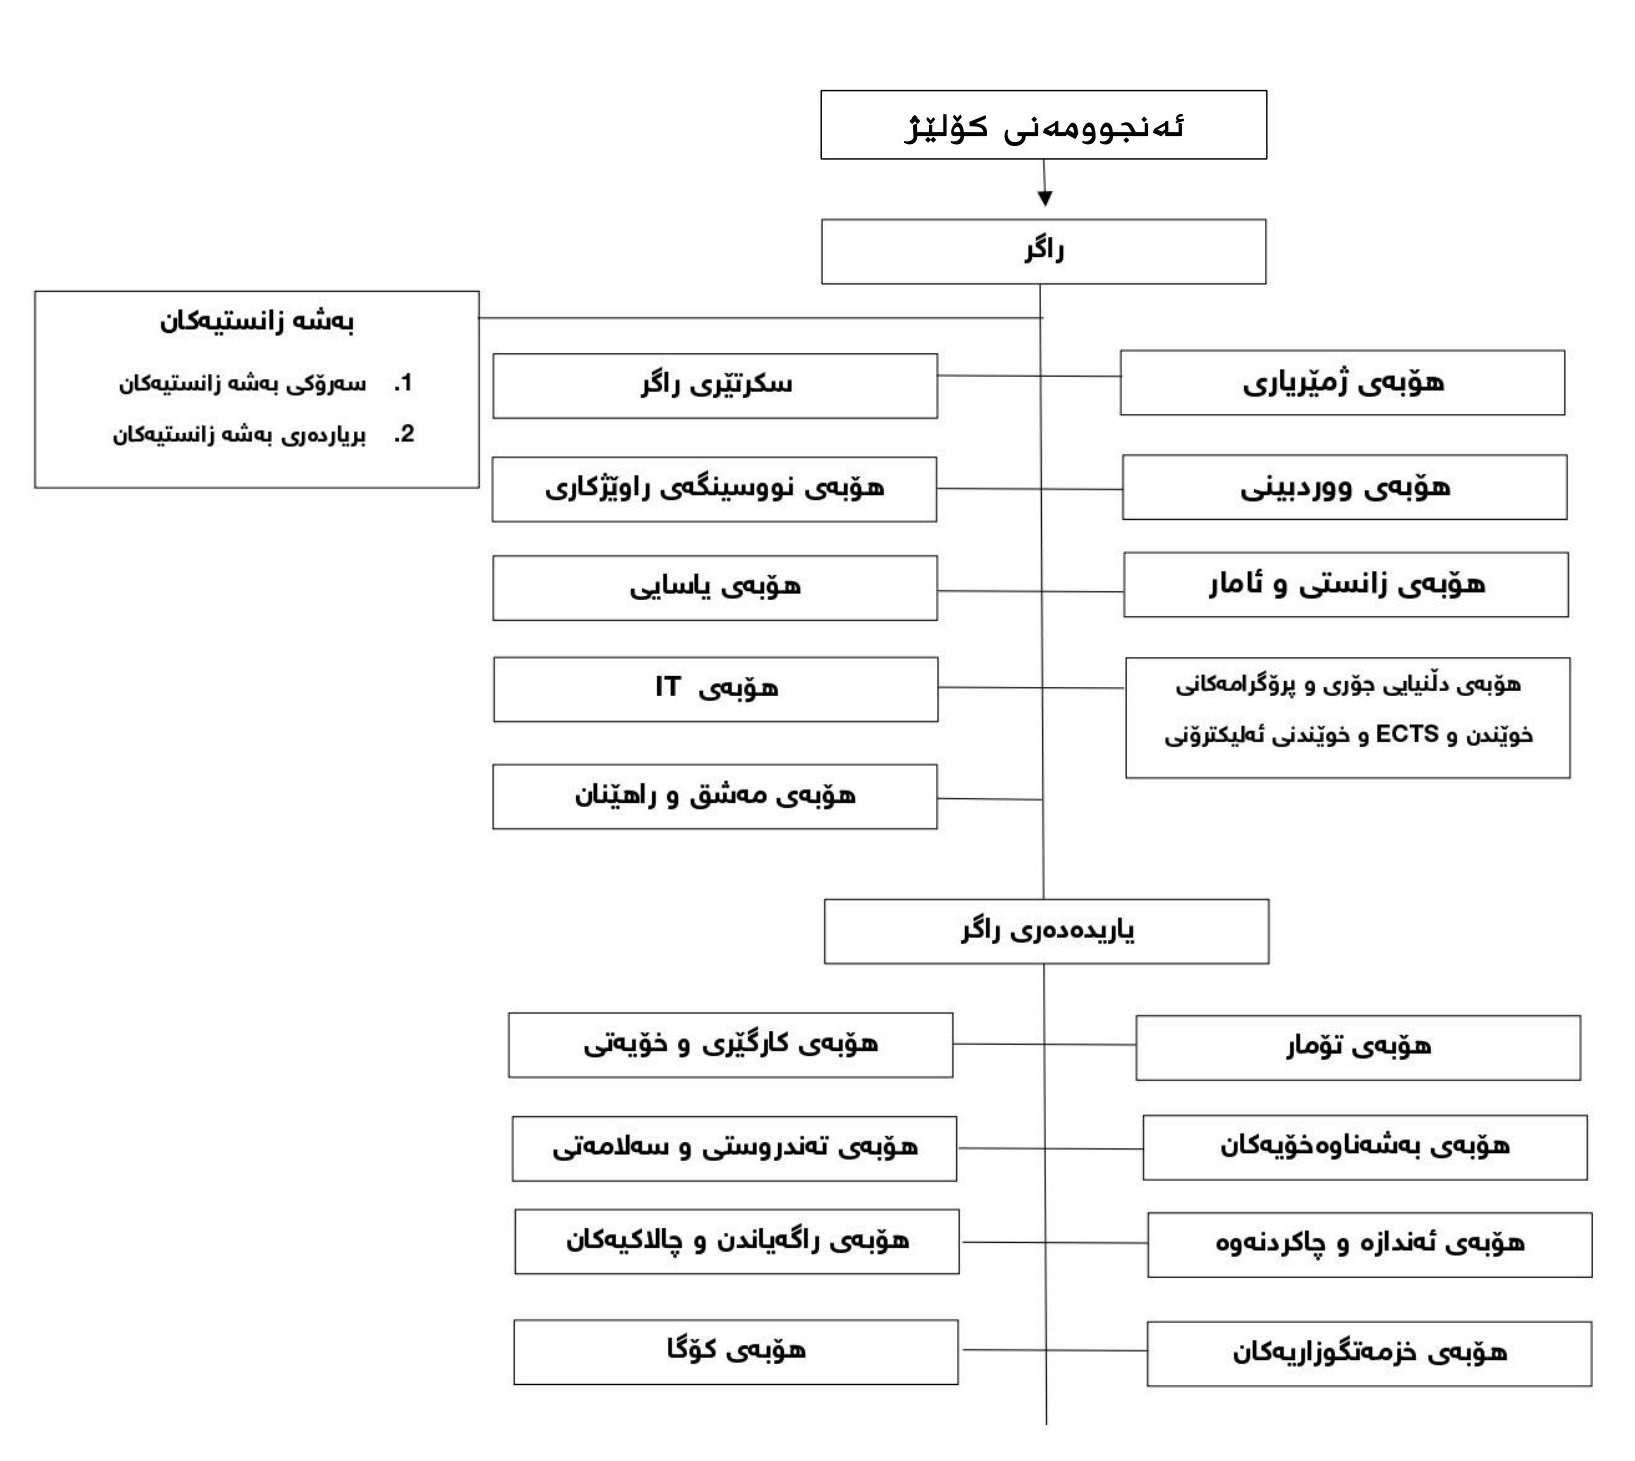 ئەنجوومەنی کۆلێژ
راگر
بەشە زانستیەکان
1. سەرۆکی بەشە زانستیەکان
2. بریاردەری بەشە زانستیەکان
هۆبەی ژمێریاری
سکرتێری راگر
هۆبەی ووردبینی
هۆبەی نووسینگەی راوێژکاری
هۆبەی زانستی و ئامار
هۆبەی یاسایی
هۆبەی دڵنیایی جۆری و پرۆگرامەکانی
خوێندن و ECTS و خوێندنی ئەلیکترۆنی
هۆبەی IT
هۆبەی مەشق و راهێنان
یاریدەدەری راگر
هۆبەی تۆمار
هۆبەی کارگێری و خۆیەتی
هۆبەی بەشەناوەخۆیەکان
هۆبەی تەندروستی و سەلامەتی
هۆبەی ئەندازە و چاکردنەوە
هۆبەی راگەیاندن و چالاکیەکان
هۆبەی خزمەتگوزاریەکان
هۆبەی کۆگا